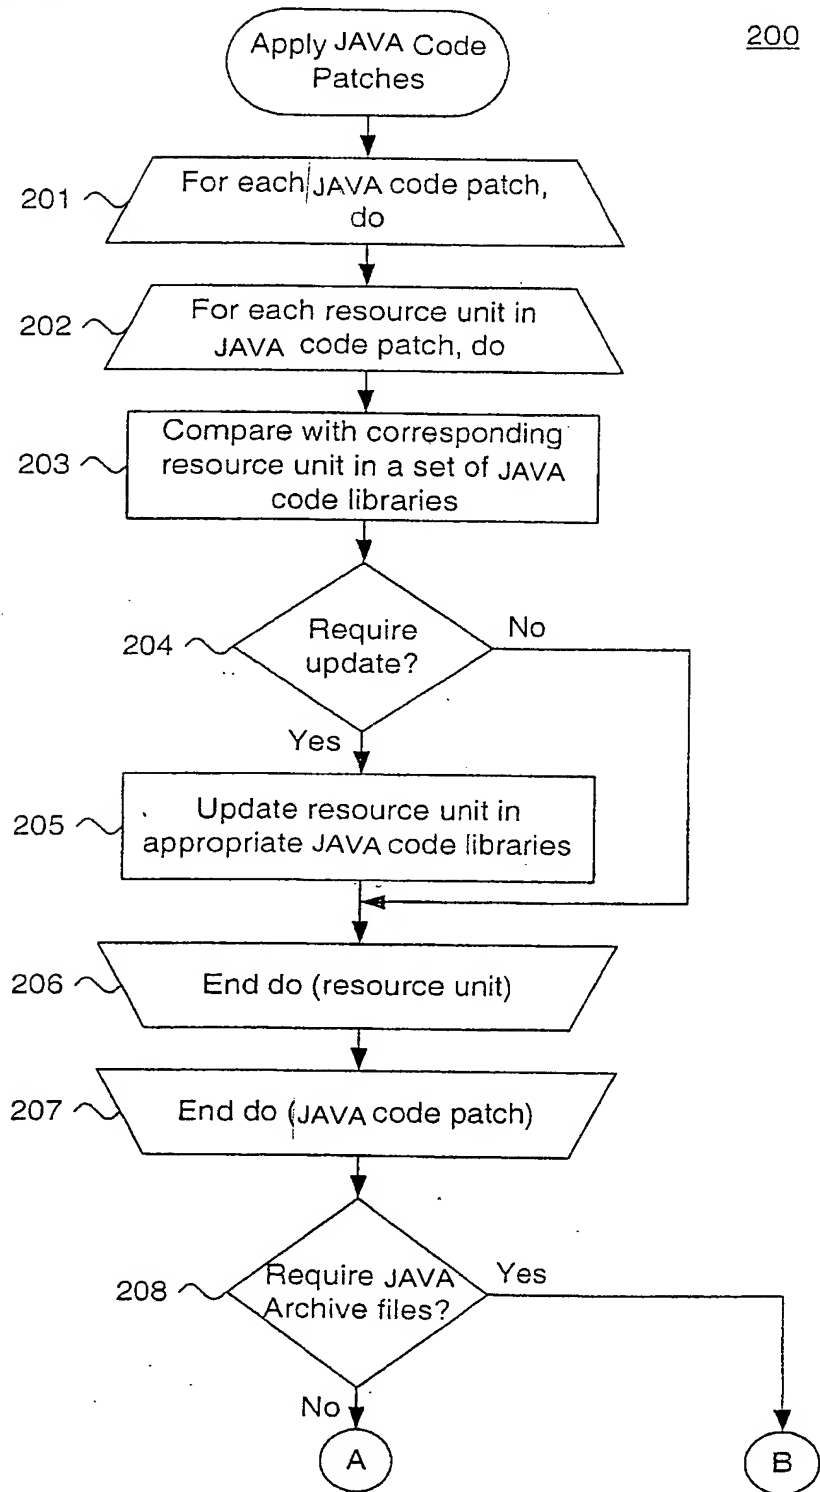 200
Apply JAVA Code
Patches
201
For each JAVA code patch,
do
202
For each resource unit in
JAVA code patch, do
203
Compare with corresponding
resource unit in a set of JAVA
code libraries
204
Require
update?
No
Yes
205
Update resource unit in
appropriate JAVA code libraries
206
End do (resource unit)
207
End do (JAVA code patch)
208
Require JAVA
Archive files?
Yes
No
A
B